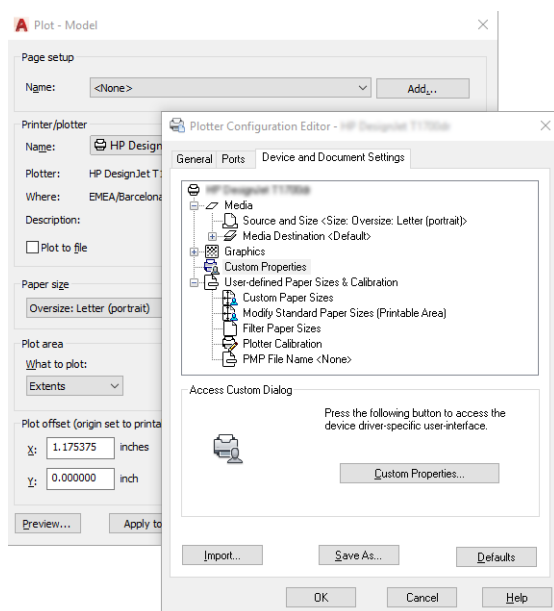 Plot - Model
Page setup
Name:
<None>
Add...
Printer/plotter
Name:
HP Design
Plotter:
HP DesignJet T
Where:
EMEA/Barcelona
Description:
Plot to file
Paper size
Oversize: Letter (portrait)
Plot area
What to plot:
Extents
Plot offset (origin set to printa
X:
1.175375
inches
Y:
0.000000
inch
Preview...
Apply to
Plotter Configuration Editor - HP DesignJet T1700dr
General
Ports
Device and Document Settings
HP DesignJet T1700dr
Media
Source and Size <Size: Oversize: Letter (portrait)>
Media Destination <Default>
Graphics
Custom Properties
User-defined Paper Sizes & Calibration
Custom Paper Sizes
Modify Standard Paper Sizes (Printable Area)
Filter Paper Sizes
Plotter Calibration
PMP File Name <None>
Access Custom Dialog
Press the following button to access the
device driver-specific user-interface.
Custom Properties...
Import...
Save As...
Defaults
OK
Cancel
Help